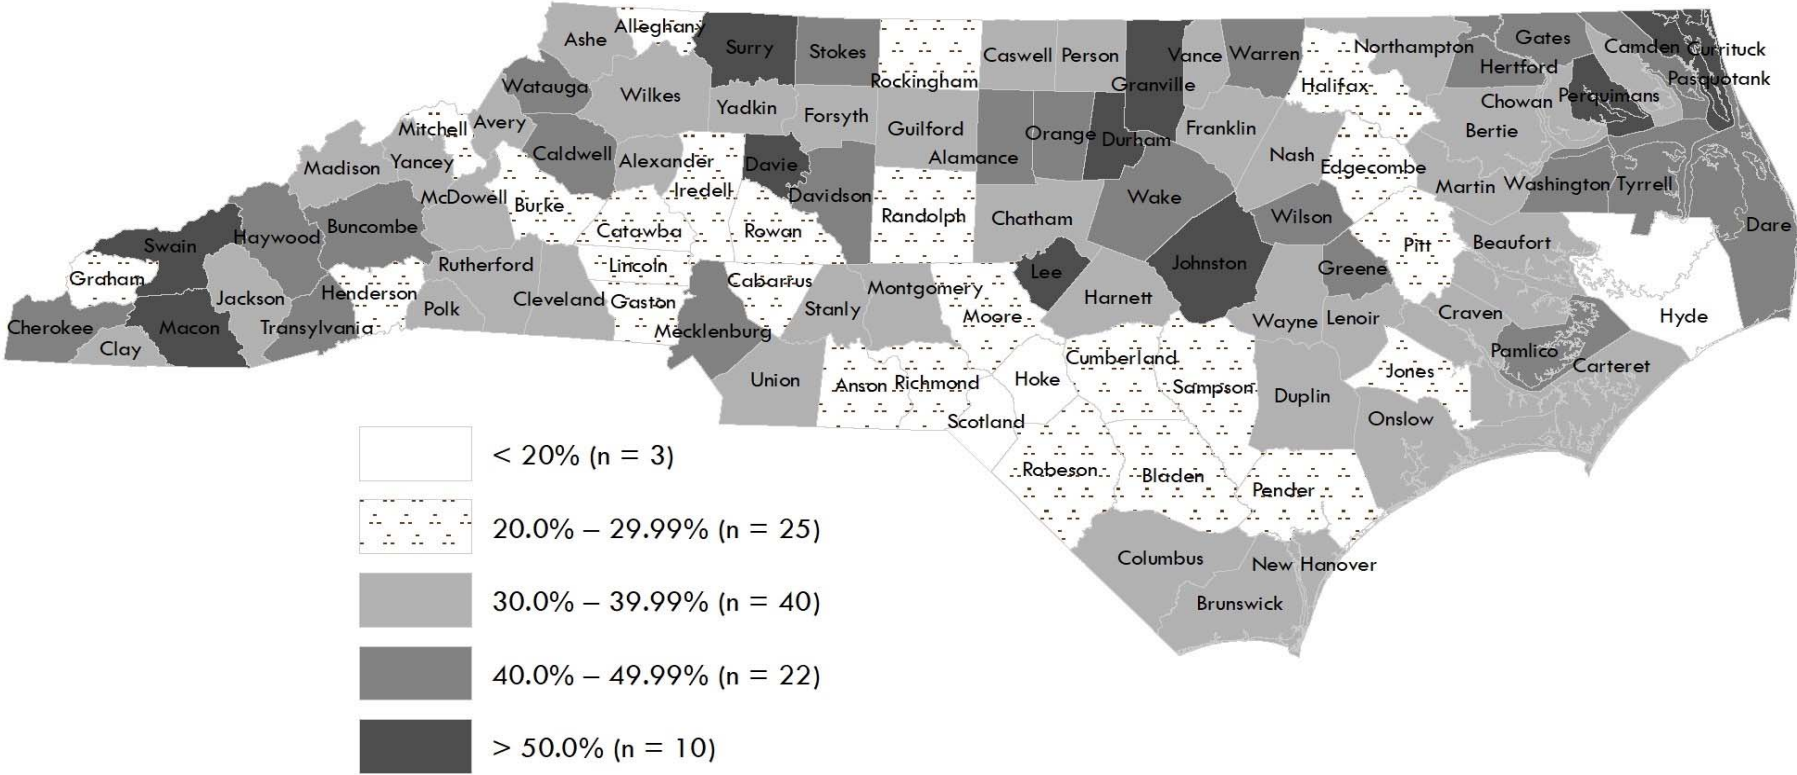 Alleghany
Ashe
Surry
Stokes
Rockingham
Caswell
Person
Granville
Vance
Warren
Halifax
Northampton
Gates
Hertford
Camden
Currituck
Pasquotank
Perquimans
Chowan
Bertie
Watauga
Wilkes
Yadkin
Forsyth
Guilford
Alamance
Orange
Durham
Franklin
Nash
Edgecombe
Martin
Washington
Tyrrell
Dare
Mitchell
Avery
Caldwell
Alexander
Iredell
Davie
Davidson
Randolph
Chatham
Wake
Wilson
Pitt
Beaufort
Hyde
Madison
Yancey
McDowell
Burke
Catawba
Rowan
Swain
Haywood
Buncombe
Rutherford
Lincoln
Cabarrus
Lee
Johnston
Greene
Graham
Jackson
Henderson
Polk
Cleveland
Gaston
Stanly
Montgomery
Moore
Harnett
Wayne
Lenoir
Craven
Pamlico
Carteret
Cherokee
Clay
Macon
Transylvania
Mecklenburg
Union
Anson
Richmond
Hoke
Scotland
Cumberland
Sampson
Duplin
Jones
Onslow
Robeson
Bladen
Pender
Columbus
New Hanover
Brunswick
< 20% (n = 3)
20.0% – 29.99% (n = 25)
30.0% – 39.99% (n = 40)
40.0% – 49.99% (n = 22)
> 50.0% (n = 10)